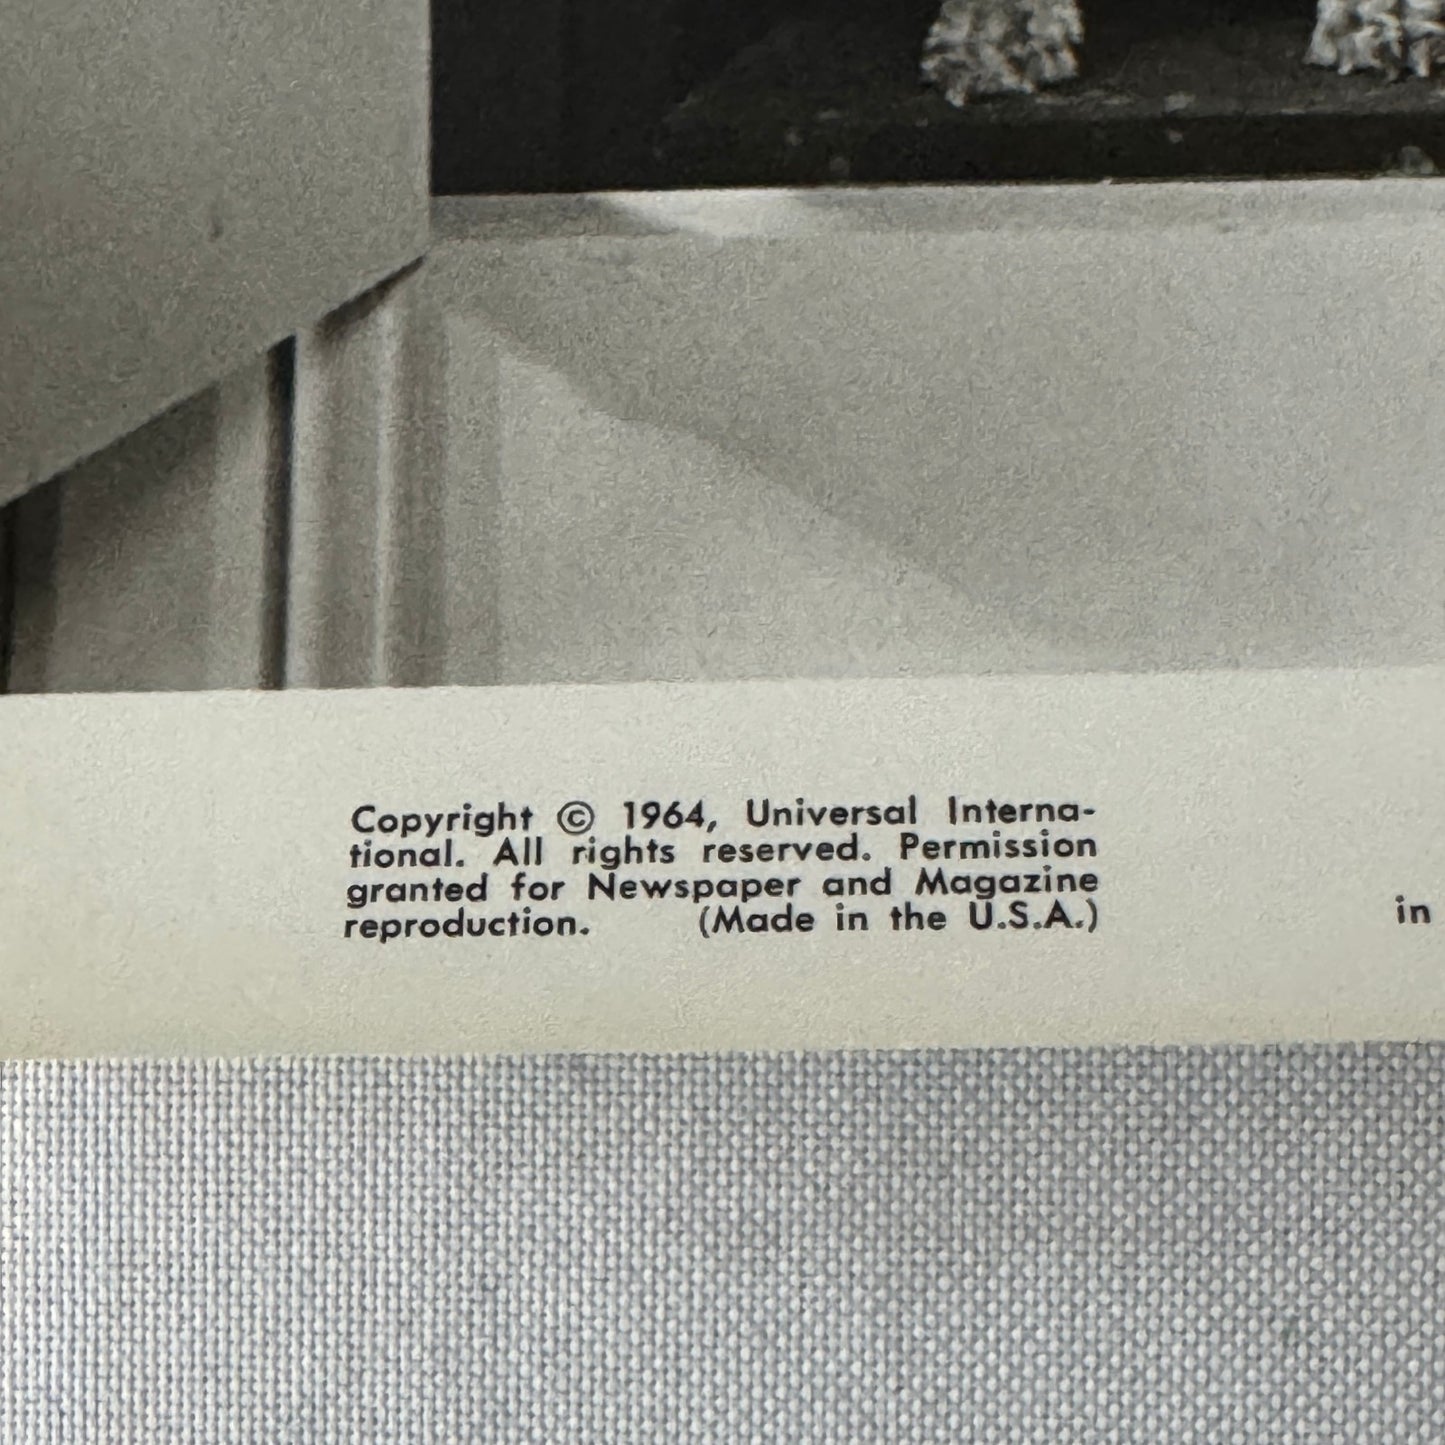 Copyright © 1964, Universal Interna-
tional. All rights reserved. Permission
granted for Newspaper and Magazine
reproduction. (Made in the U.S.A.)
in